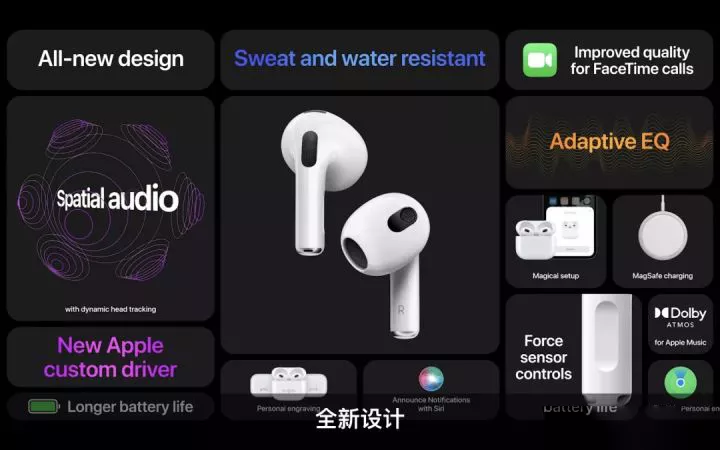 All-new design
Sweat and water resistant
Improved quality
for FaceTime calls
Spatial audio
with dynamic head tracking
Adaptive EQ
Magical setup
MagSafe charging
New Apple
custom driver
Force
sensor
controls
Dolby
ATMOS
for Apple Music
R
Longer battery life
Personal engraving
Announce Notifications
with Siri
battery life
Personal en
全新设计